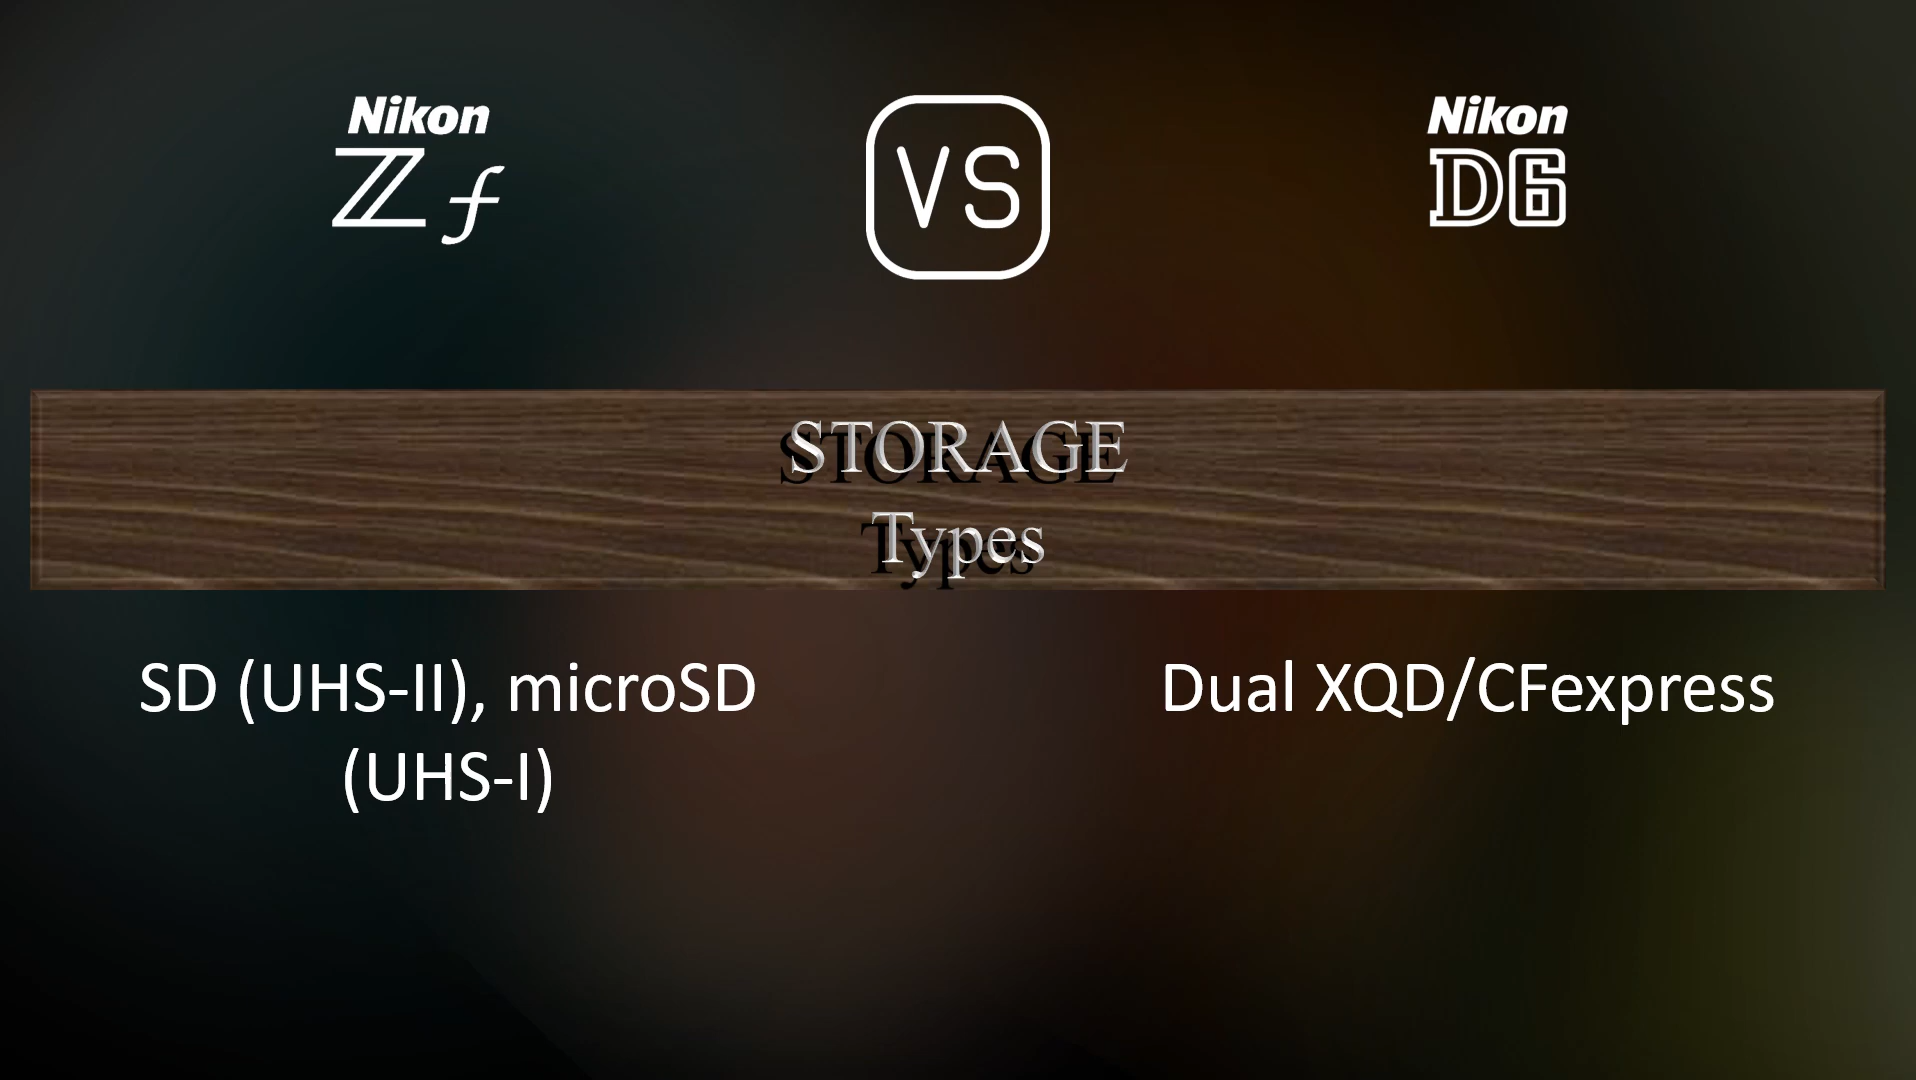 Nikon
Z f
VS
Nikon
D6
STORAGE
Types
SD (UHS-II), microSD
(UHS-I)
Dual XQD/CFexpress